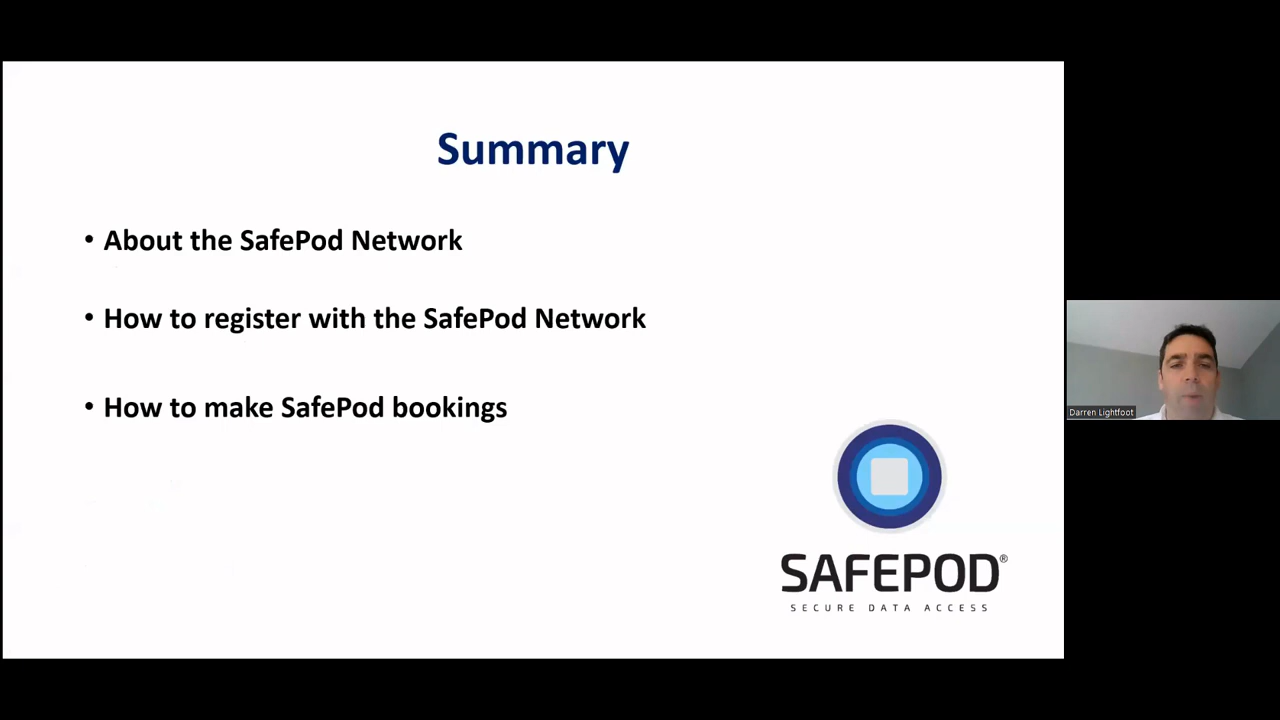 Summary
• About the SafePod Network
• How to register with the SafePod Network
• How to make SafePod bookings
SAFEPOD®
SECURE DATA ACCESS
Darren Lightfoot